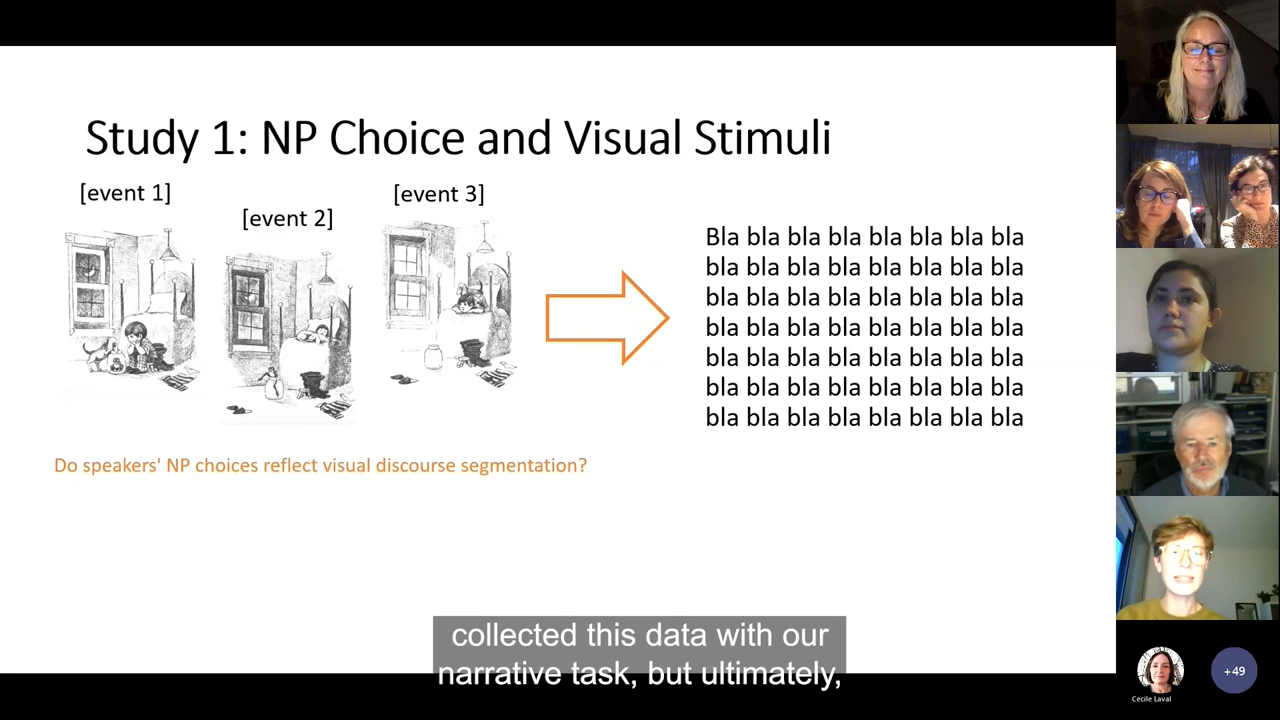 Study 1: NP Choice and Visual Stimuli
[event 1]
[event 2]
[event 3]
Bla bla bla bla bla bla bla bla
bla bla bla bla bla bla bla bla
bla bla bla bla bla bla bla bla
bla bla bla bla bla bla bla bla
bla bla bla bla bla bla bla bla
bla bla bla bla bla bla bla bla
bla bla bla bla bla bla bla bla
Do speakers' NP choices reflect visual discourse segmentation?
collected this data with our
narrative task, but ultimately,
Cecile Laval
+49